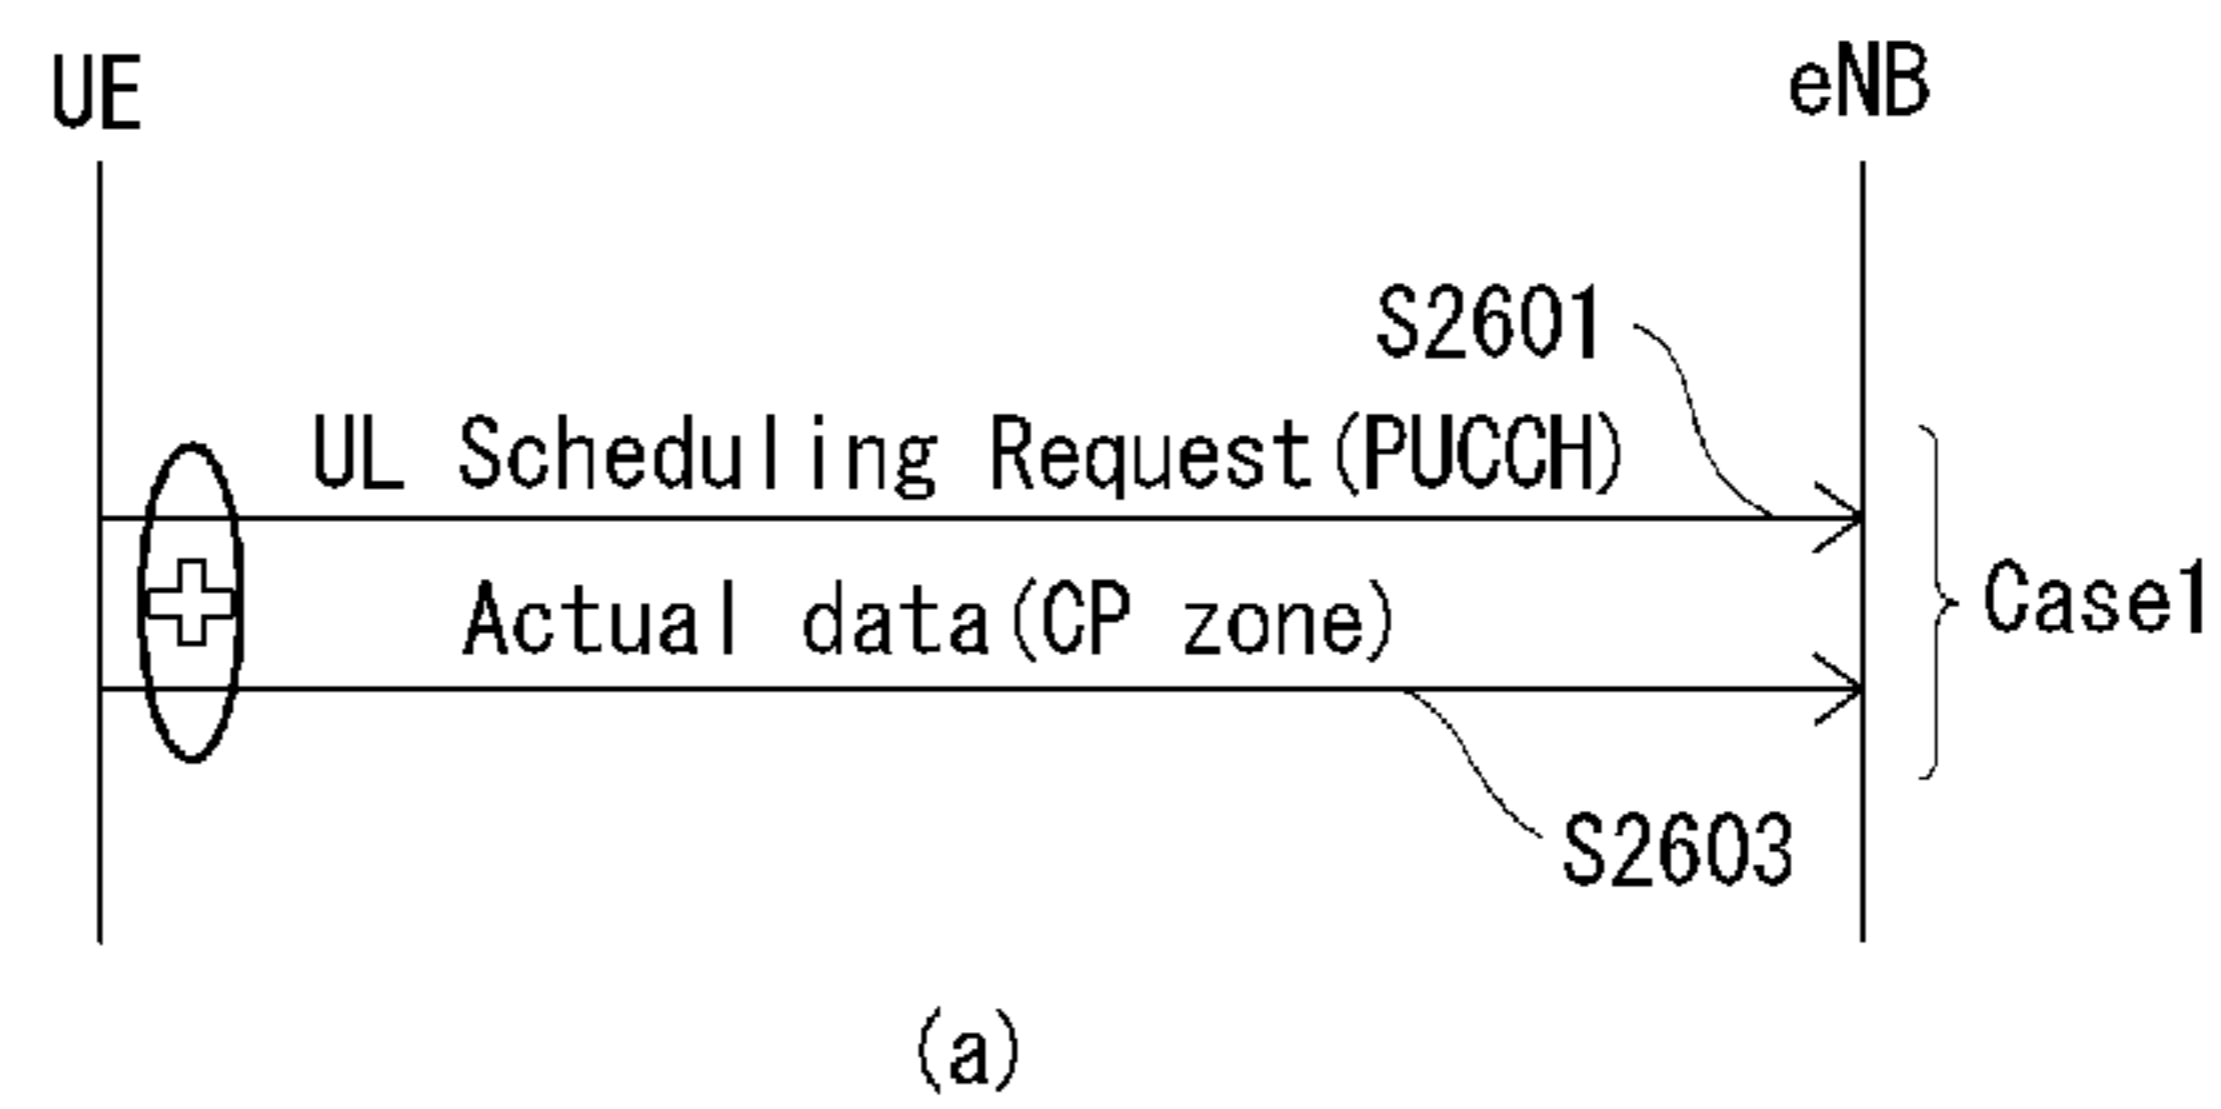 UE
eNB
S2601
UL Scheduling Request(PUCCH)
Actual data(CP zone)
Case1
S2603
(a)